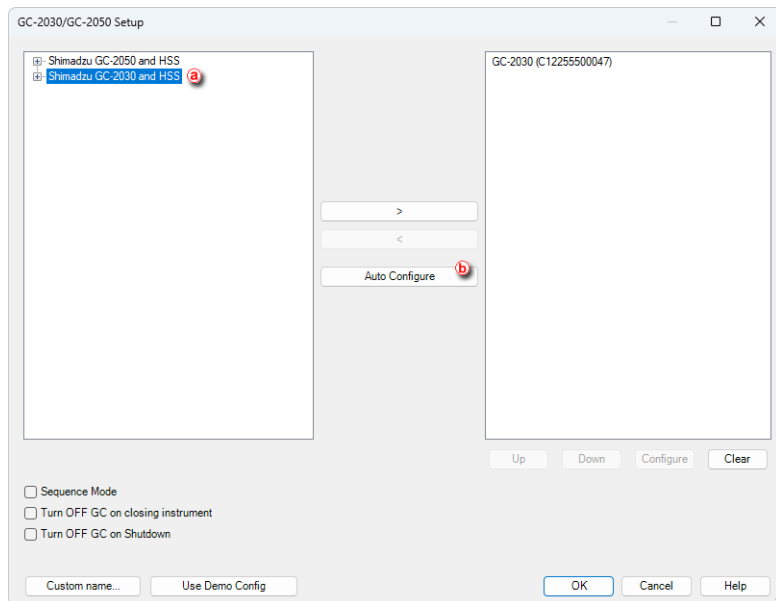 GC-2030/GC-2050 Setup
Shimadzu GC-2050 and HSS
Shimadzu GC-2030 and HSS
a
GC-2030 (C12255500047)
>
<
Auto Configure
b
Up
Down
Configure
Clear
Sequence Mode
Turn OFF GC on closing instrument
Turn OFF GC on Shutdown
Custom name...
Use Demo Config
OK
Cancel
Help